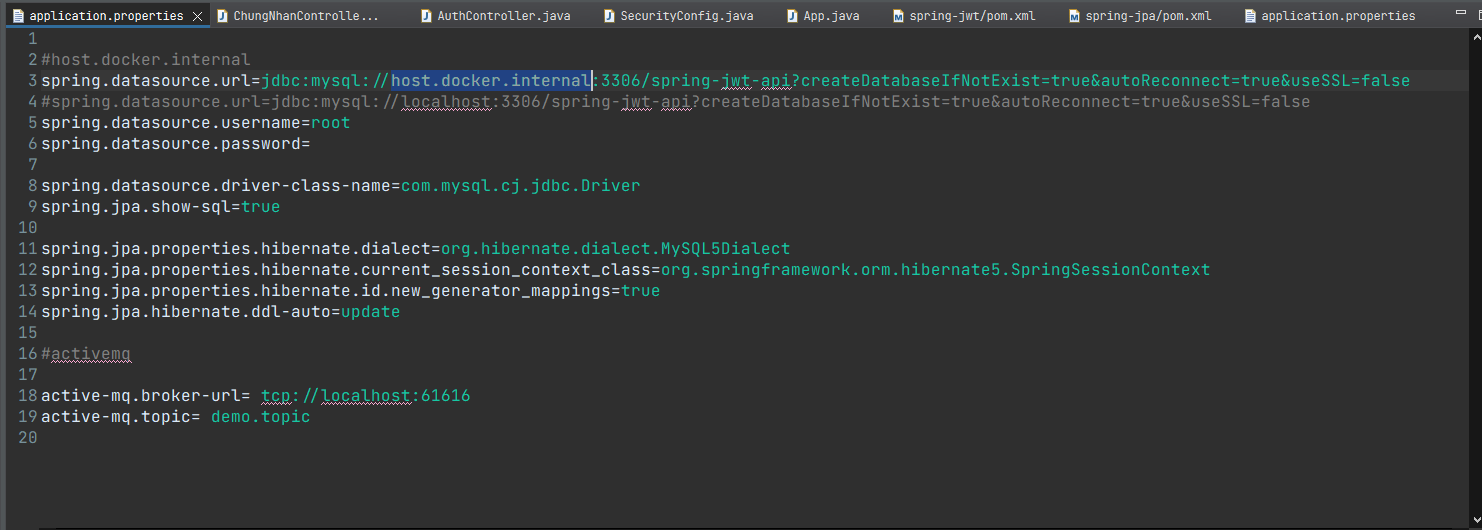 application.properties ChungNhanControlle... AuthController.java SecurityConfig.java App.java spring-jwt/pom.xml spring-jpa/pom.xml application.properties
1
2 #host.docker.internal
3 spring.datasource.url=jdbc:mysql://host.docker.internal:3306/spring-jwt-api?createDatabaseIfNotExist=true&autoReconnect=true&useSSL=false
4 #spring.datasource.url=jdbc:mysql://localhost:3306/spring-jwt-api?createDatabaseIfNotExist=true&autoReconnect=true&useSSL=false
5 spring.datasource.username=root
6 spring.datasource.password=
7
8 spring.datasource.driver-class-name=com.mysql.cj.jdbc.Driver
9 spring.jpa.show-sql=true
10
11 spring.jpa.properties.hibernate.dialect=org.hibernate.dialect.MySQL5Dialect
12 spring.jpa.properties.hibernate.current_session_context_class=org.springframework.orm.hibernate5.SpringSessionContext
13 spring.jpa.properties.hibernate.id.new_generator_mappings=true
14 spring.jpa.hibernate.ddl-auto=update
15
16 #activemq
17
18 active-mq.broker-url= tcp://localhost:61616
19 active-mq.topic= demo.topic
20